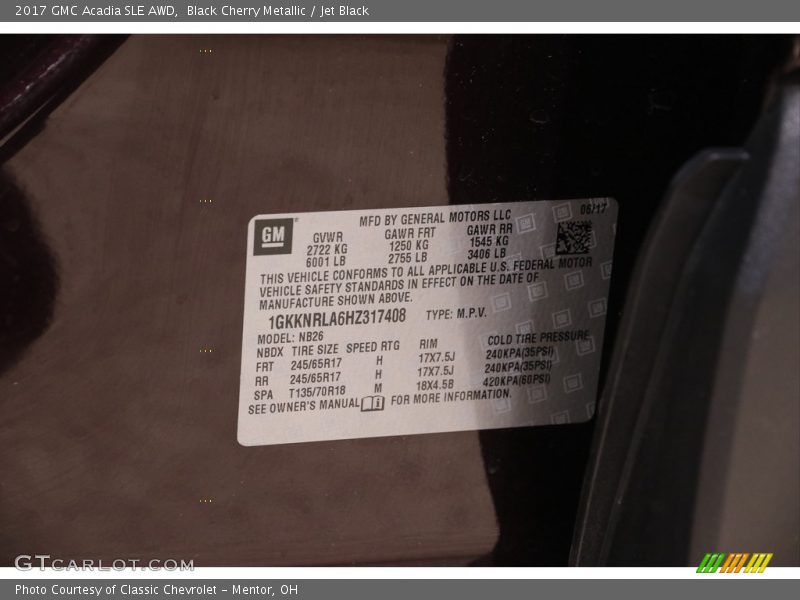 2017 GMC Acadia SLE AWD, Black Cherry Metallic / Jet Black
GM
MFD BY GENERAL MOTORS LLC
06/17
GVWR GAWR FRT GAWR RR
2722 KG 1250 KG 1545 KG
6001 LB 2755 LB 3406 LB
THIS VEHICLE CONFORMS TO ALL APPLICABLE U.S. FEDERAL MOTOR
VEHICLE SAFETY STANDARDS IN EFFECT ON THE DATE OF
MANUFACTURE SHOWN ABOVE.
1GKKNRLA6HZ317408 TYPE: M.P.V.
MODEL: NB26
NBDX TIRE SIZE SPEED RTG RIM COLD TIRE PRESSURE
FRT 245/65R17 H 17X7.5J 240KPA(35PSI)
RR 245/65R17 H 17X7.5J 240KPA(35PSI)
SPA T135/70R18 M 18X4.5B 420KPA(60PSI)
SEE OWNER'S MANUAL FOR MORE INFORMATION.
GTCARLOT.COM
Photo Courtesy of Classic Chevrolet - Mentor, OH